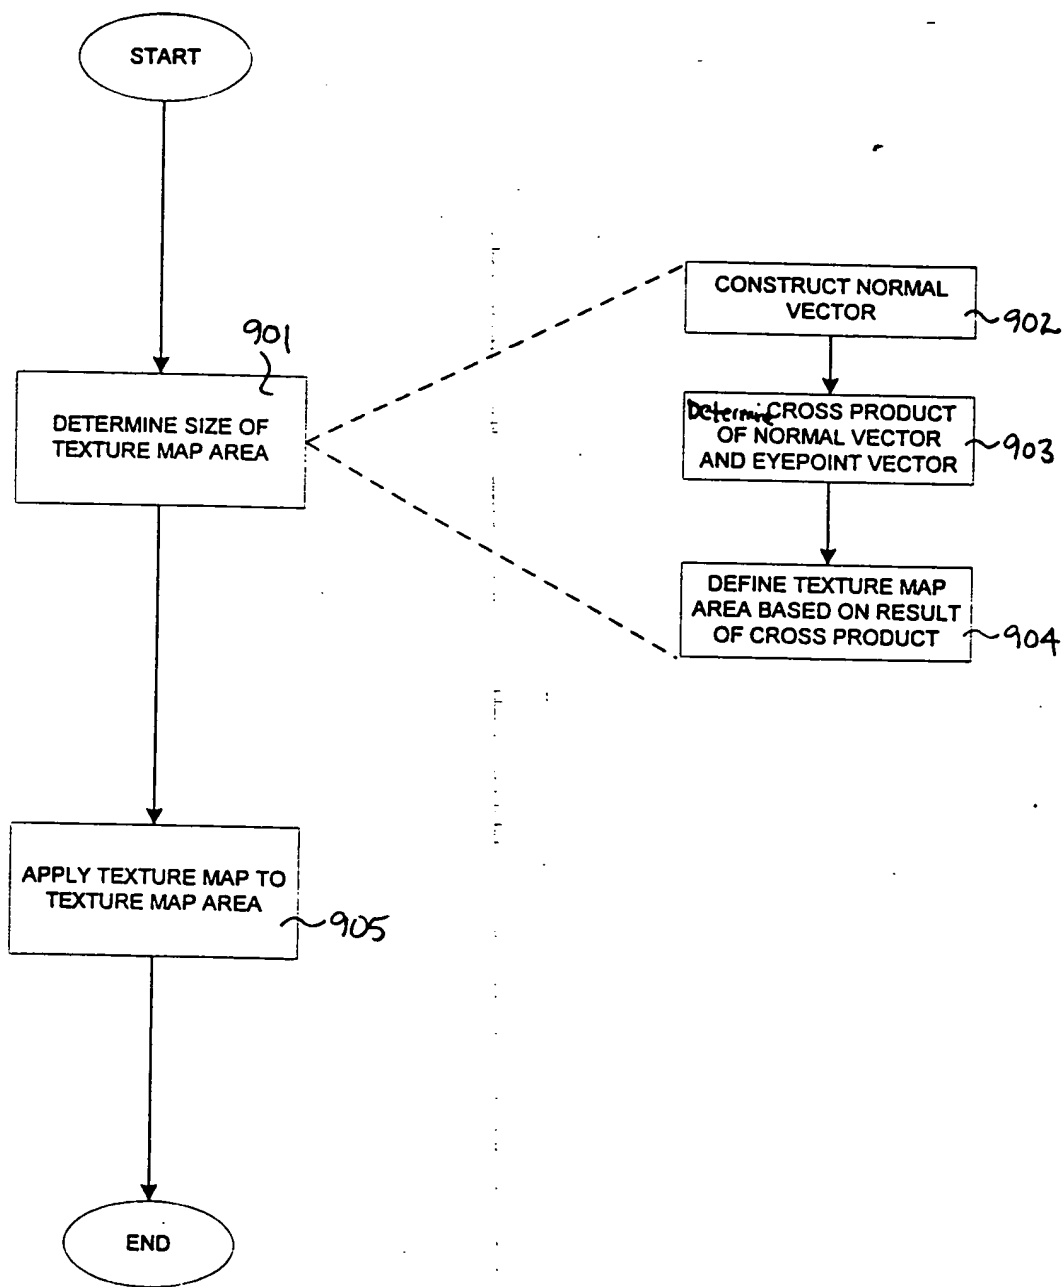 START
901
DETERMINE SIZE OF
TEXTURE MAP AREA
CONSTRUCT NORMAL
VECTOR
902
Determine CROSS PRODUCT
OF NORMAL VECTOR
AND EYEPOINT VECTOR
903
DEFINE TEXTURE MAP
AREA BASED ON RESULT
OF CROSS PRODUCT
904
APPLY TEXTURE MAP TO
TEXTURE MAP AREA
905
END